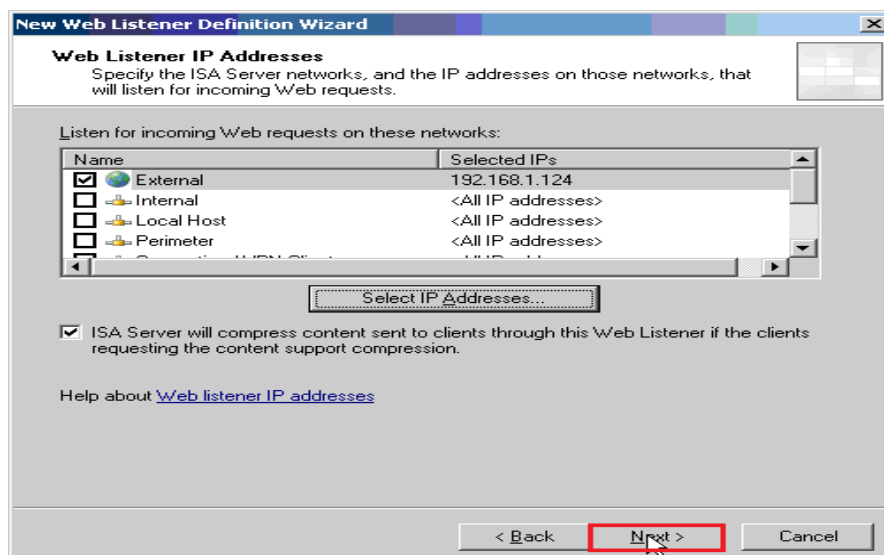 New Web Listener Definition Wizard
Web Listener IP Addresses
Specify the ISA Server networks, and the IP addresses on those networks, that
will listen for incoming Web requests.
Listen for incoming Web requests on these networks:
Name Selected IPs
External 192.168.1.124
Internal <All IP addresses>
Local Host <All IP addresses>
Perimeter <All IP addresses>
Select IP Addresses...
ISA Server will compress content sent to clients through this Web Listener if the clients
requesting the content support compression.
Help about Web listener IP addresses
< Back Next > Cancel